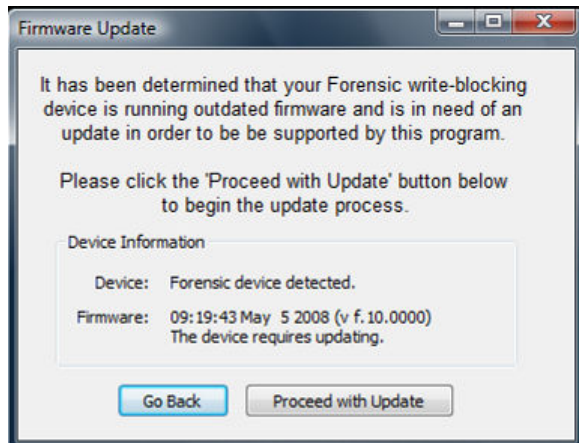 Firmware Update
It has been determined that your Forensic write-blocking
device is running outdated firmware and is in need of an
update in order to be be supported by this program.
Please click the 'Proceed with Update' button below
to begin the update process.
Device Information
Device: Forensic device detected.
Firmware: 09:19:43 May  5 2008 (v f.10.0000)
The device requires updating.
Go Back Proceed with Update